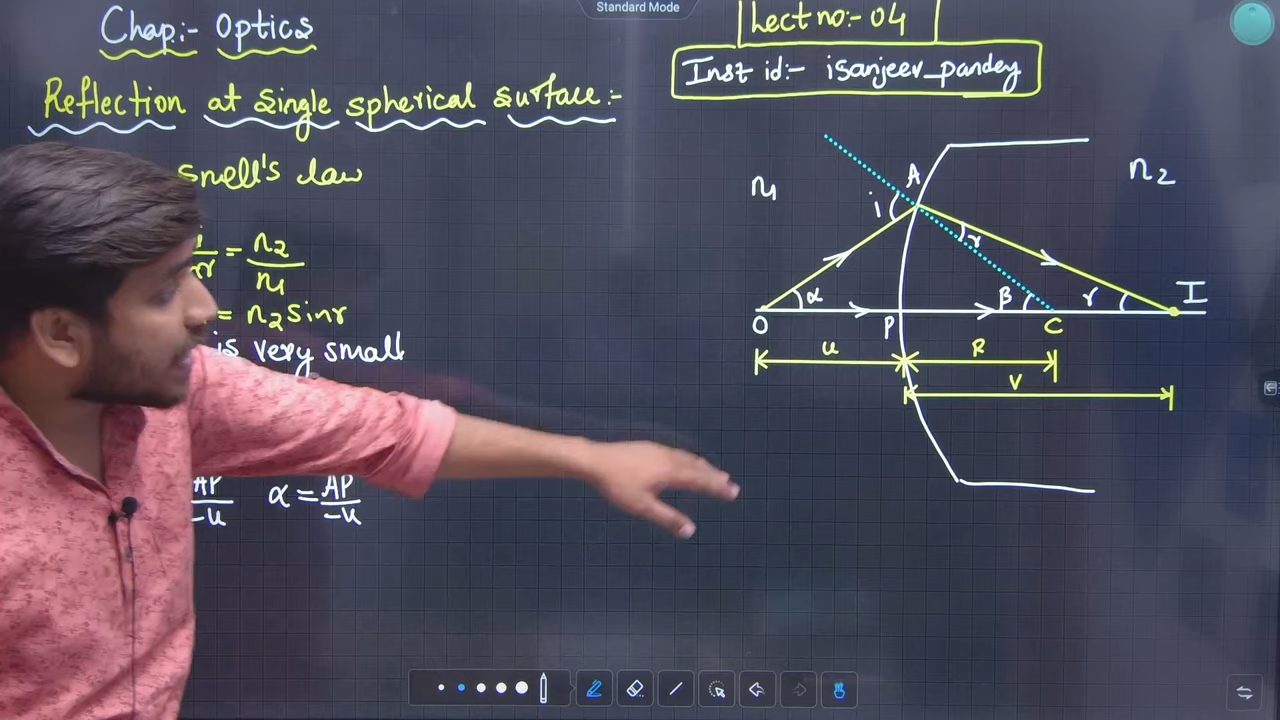 Standard Mode
Chap:- Optics
Lect no:- 04
Inst id:- isanjeev_pandey
Reflection at single spherical surface:-
snell's law
= n2
n1
= n2 sinr
is very small
AP
-u
α = AP
-u
n1
n2
A
i
r
α
β
r
I
O
P
C
u
R
V